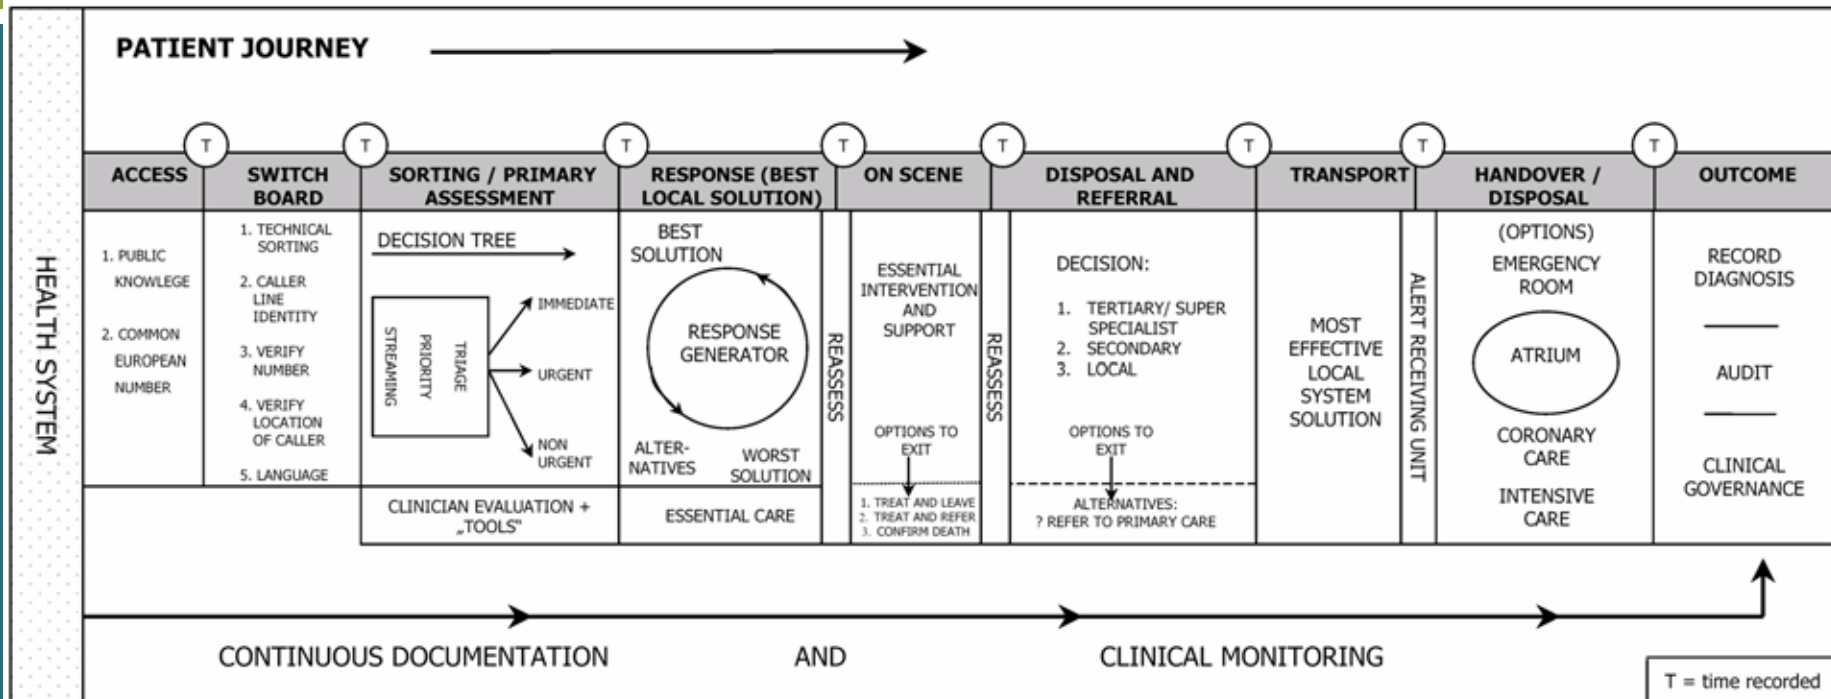 PATIENT JOURNEY
T
T
T
T
T
T
T
T
ACCESS
SWITCH
BOARD
SORTING / PRIMARY
ASSESSMENT
RESPONSE (BEST
LOCAL SOLUTION)
ON SCENE
DISPOSAL AND
REFERRAL
TRANSPORT
HANDOVER /
DISPOSAL
OUTCOME
HEALTH SYSTEM
1. PUBLIC
KNOWLEGE
2. COMMON
EUROPEAN
NUMBER
1. TECHNICAL
SORTING
2. CALLER
LINE
IDENTITY
3. VERIFY
NUMBER
4. VERIFY
LOCATION
OF CALLER
5. LANGUAGE
DECISION TREE
TRIAGE
PRIORITY
STREAMING
IMMEDIATE
URGENT
NON
URGENT
CLINICIAN EVALUATION +
„TOOLS“
BEST
SOLUTION
RESPONSE
GENERATOR
ALTER-
NATIVES
WORST
SOLUTION
ESSENTIAL CARE
REASSESS
ESSENTIAL
INTERVENTION
AND
SUPPORT
OPTIONS TO
EXIT
1. TREAT AND LEAVE
2. TREAT AND REFER
3. CONFIRM DEATH
REASSESS
DECISION:
1. TERTIARY/ SUPER
SPECIALIST
2. SECONDARY
3. LOCAL
OPTIONS TO
EXIT
ALTERNATIVES:
? REFER TO PRIMARY CARE
MOST
EFFECTIVE
LOCAL
SYSTEM
SOLUTION
ALERT RECEIVING UNIT
(OPTIONS)
EMERGENCY
ROOM
ATRIUM
CORONARY
CARE
INTENSIVE
CARE
RECORD
DIAGNOSIS
AUDIT
CLINICAL
GOVERNANCE
CONTINUOUS DOCUMENTATION AND CLINICAL MONITORING
T = time recorded